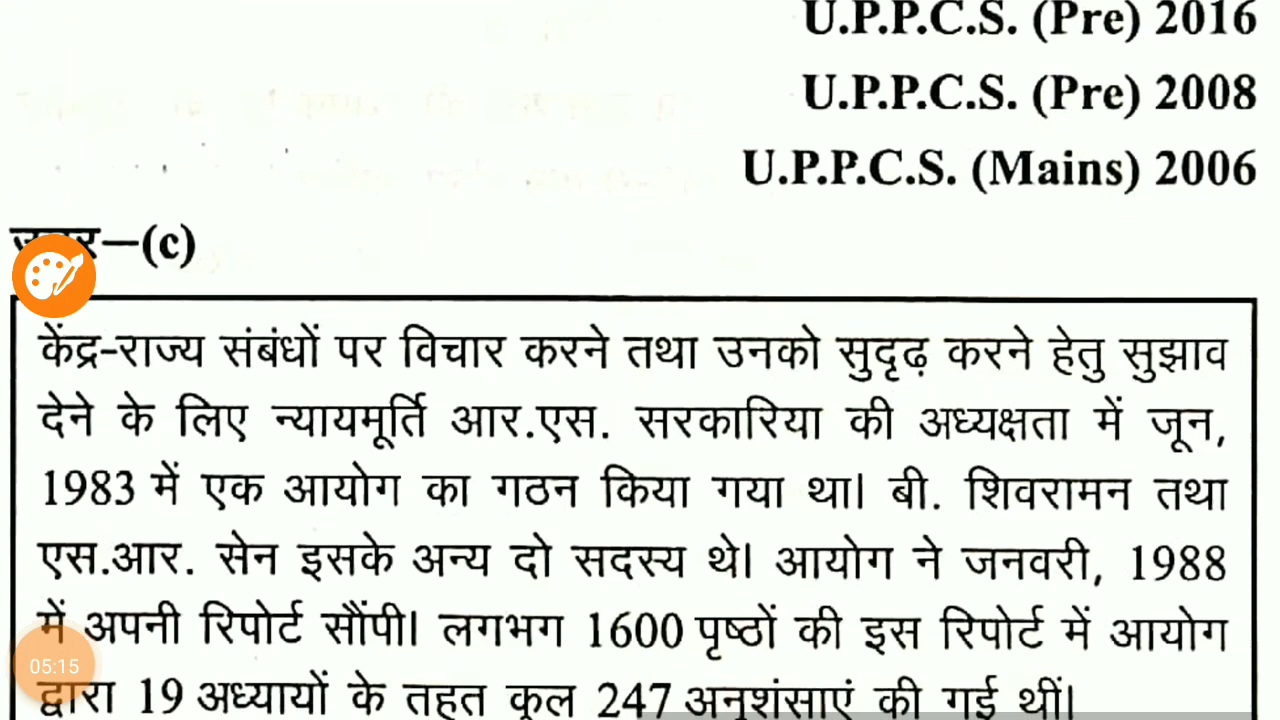 U.P.P.C.S. (Pre) 2016
U.P.P.C.S. (Pre) 2008
U.P.P.C.S. (Mains) 2006
उत्तर–(c)
केंद्र-राज्य संबंधों पर विचार करने तथा उनको सुदृढ़ करने हेतु सुझाव
देने के लिए न्यायमूर्ति आर.एस. सरकारिया की अध्यक्षता में जून,
1983 में एक आयोग का गठन किया गया था। बी. शिवरामन तथा
एस.आर. सेन इसके अन्य दो सदस्य थे। आयोग ने जनवरी, 1988
में अपनी रिपोर्ट सौंपी। लगभग 1600 पृष्ठों की इस रिपोर्ट में आयोग
05:15
द्वारा 19 अध्यायों के तहत कुल 247 अनुशंसाएं की गई थीं।